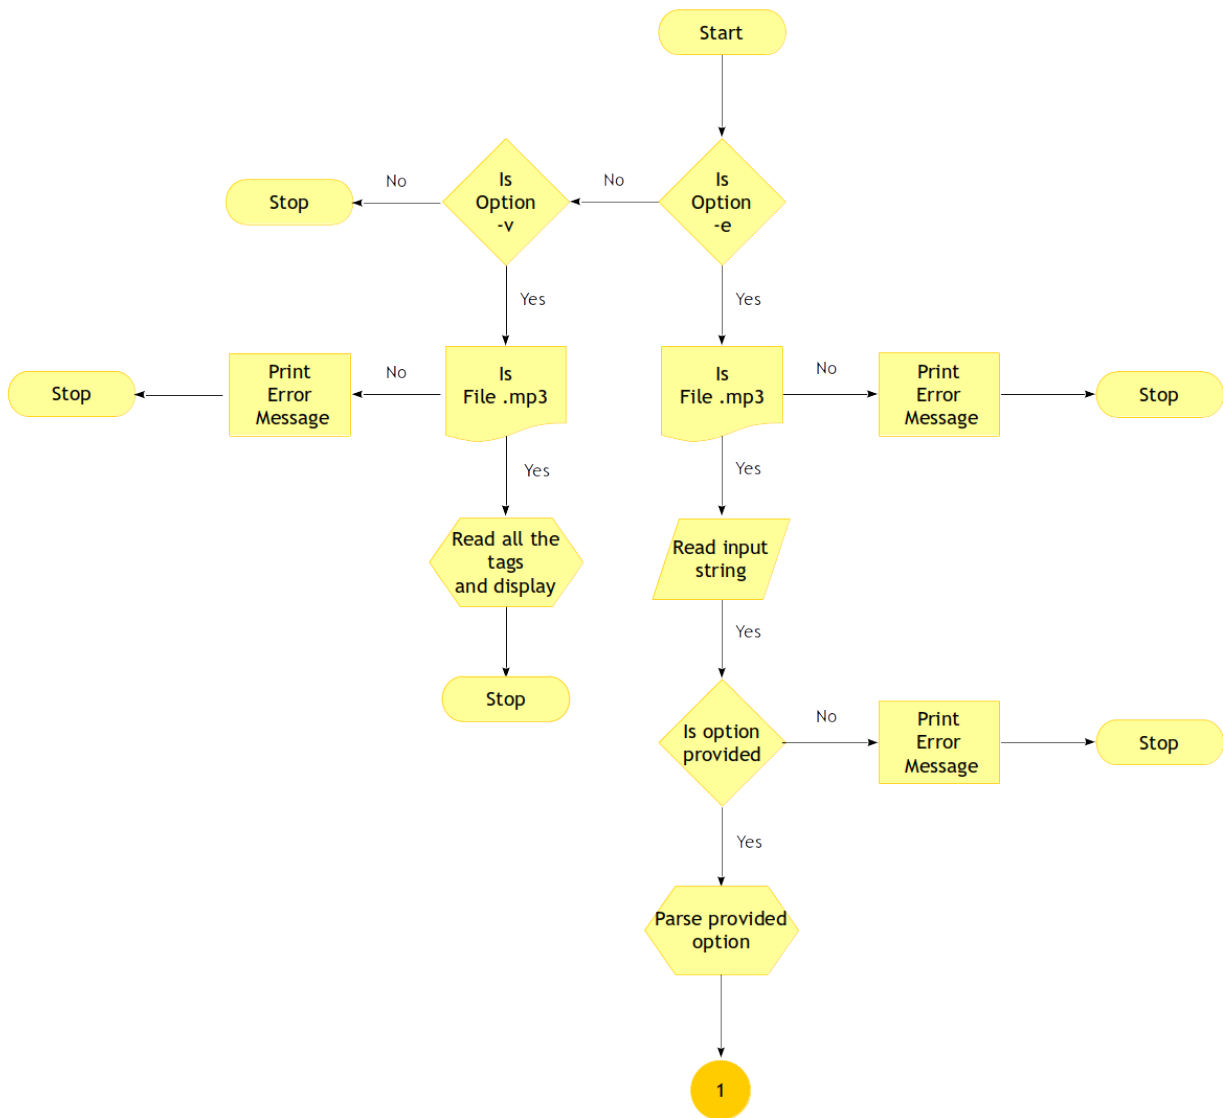 Start
Is
Option
-e
No
Is
Option
-v
No
Stop
Yes
Yes
Is
File .mp3
No
Print
Error
Message
Stop
Is
File .mp3
No
Print
Error
Message
Stop
Yes
Read all the
tags
and display
Stop
Yes
Read input
string
Yes
Is option
provided
No
Print
Error
Message
Stop
Yes
Parse provided
option
1